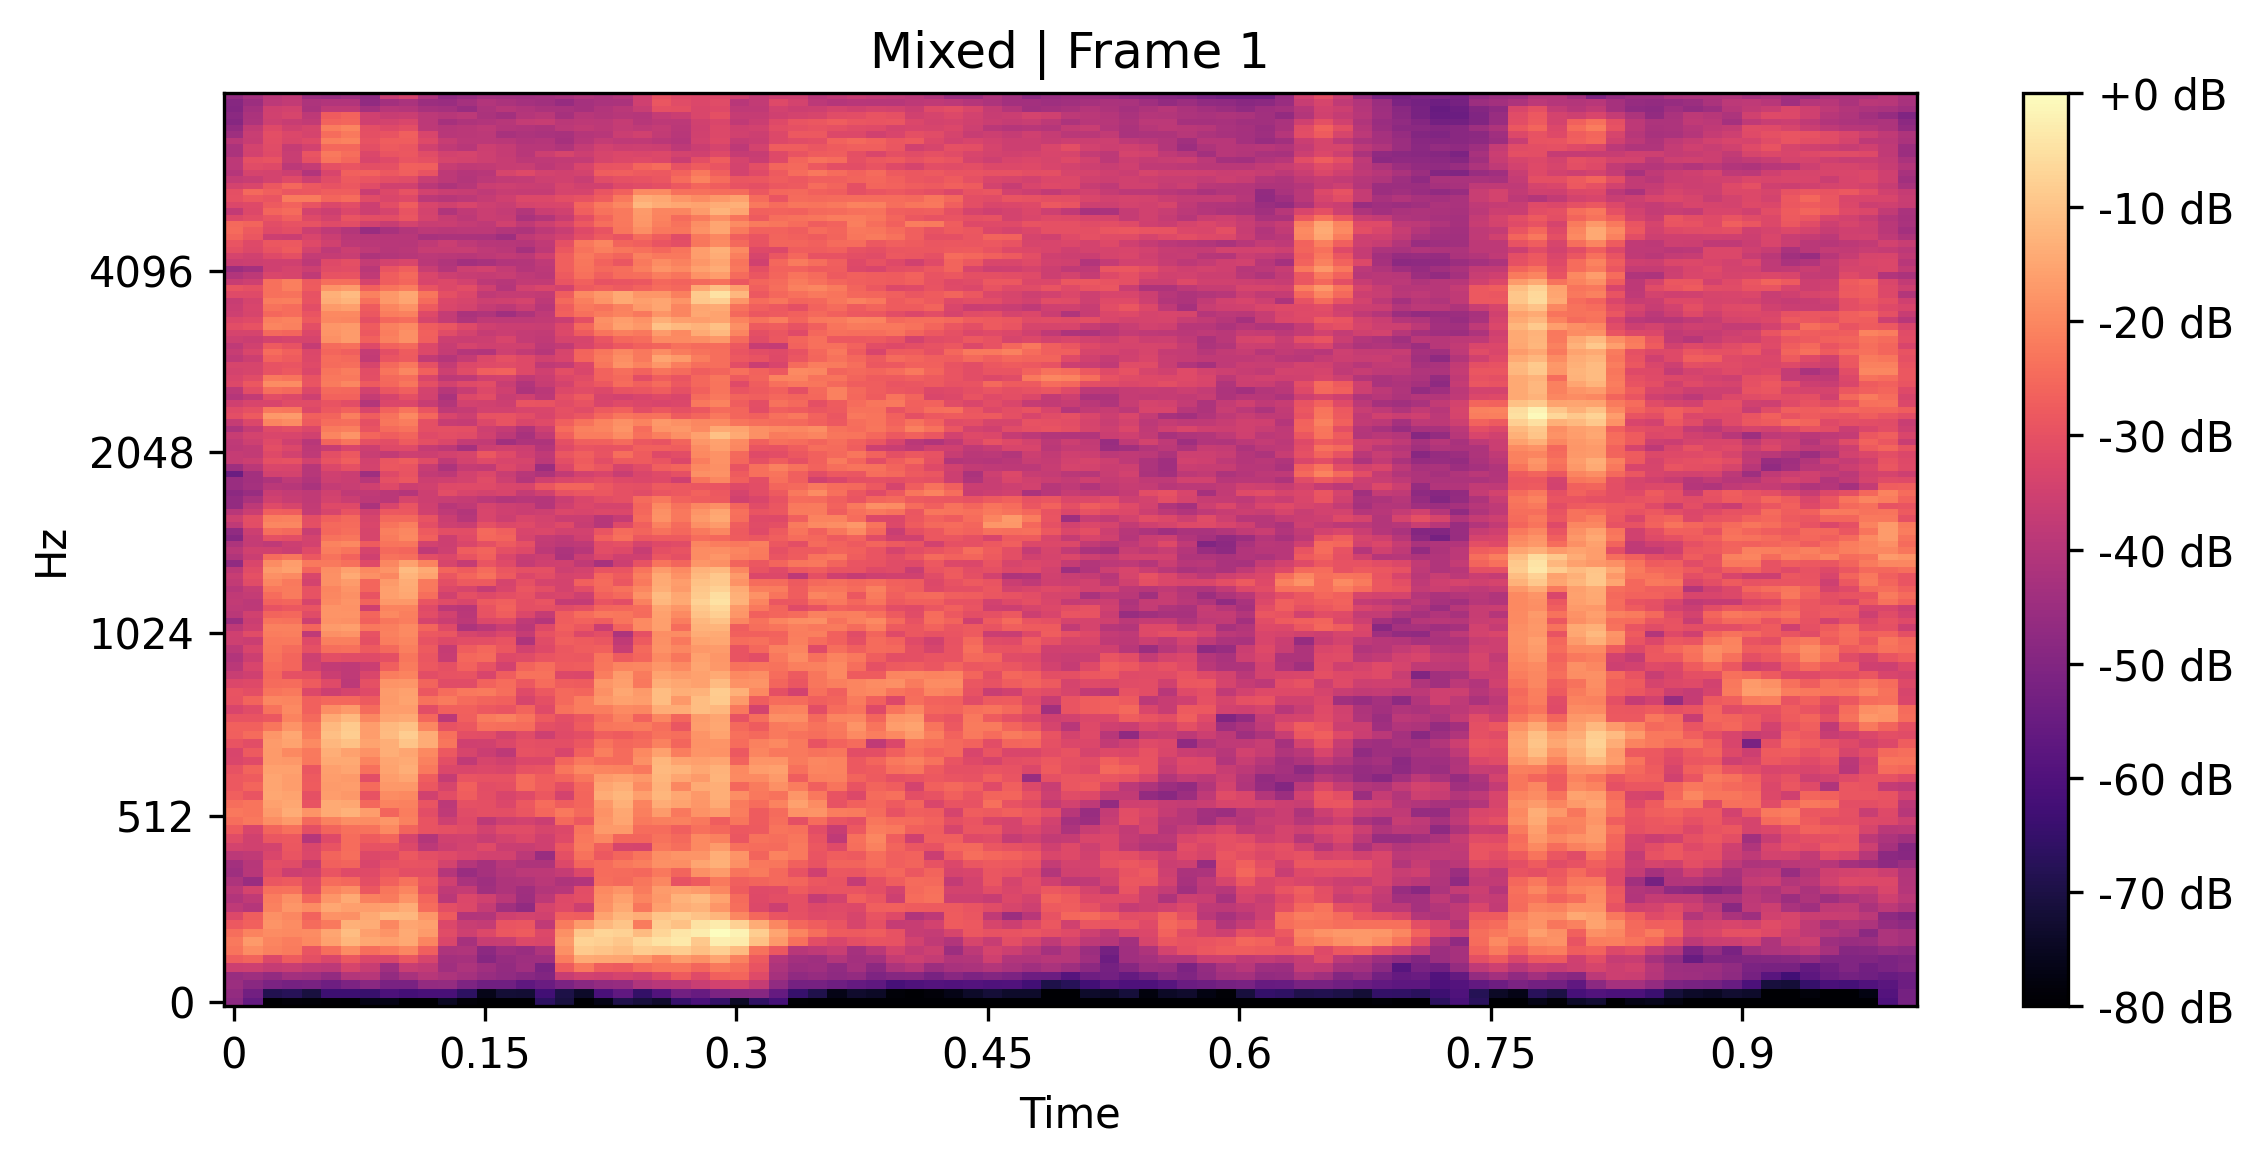 Mixed | Frame 1
Hz
4096
2048
1024
512
0
0 0.15 0.3 0.45 0.6 0.75 0.9
Time
+0 dB
-10 dB
-20 dB
-30 dB
-40 dB
-50 dB
-60 dB
-70 dB
-80 dB